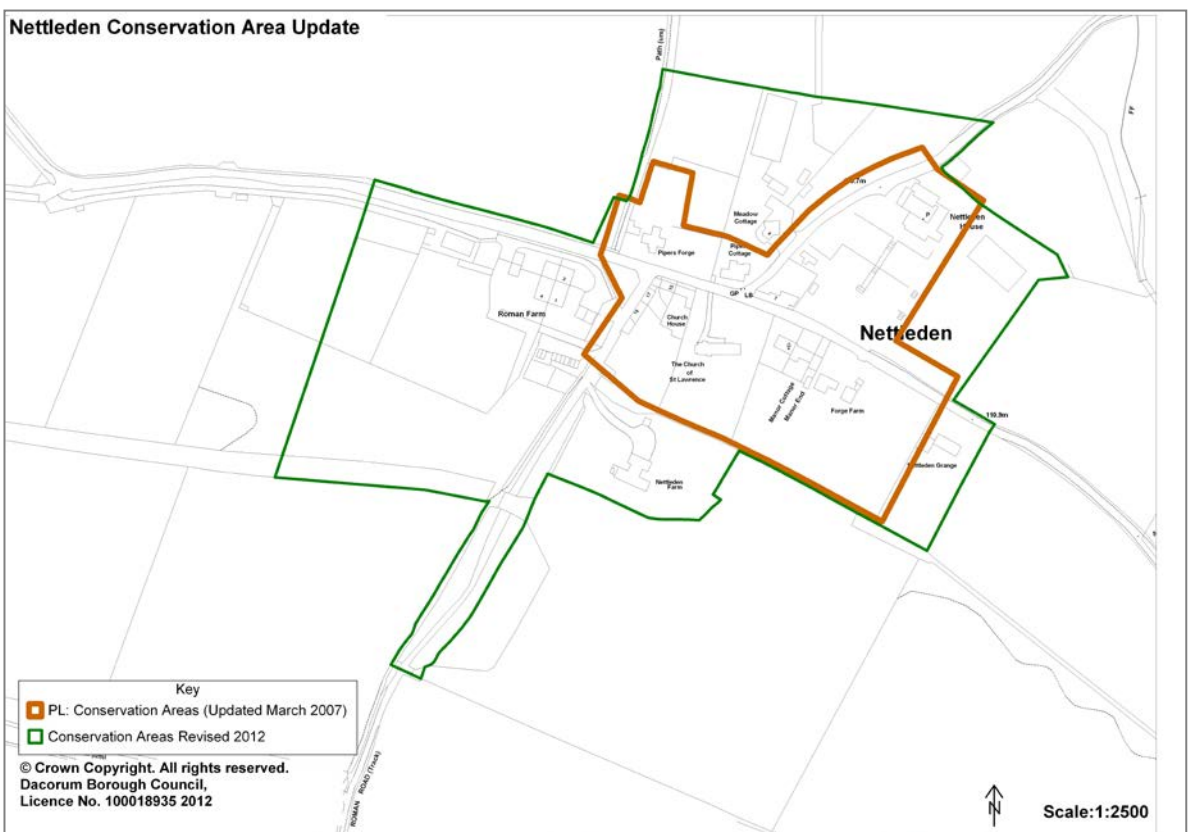 Nettleden Conservation Area Update
Path (um)
FF
Meadow
Cottage
Nettleden
House
P
Pipers Forge
Cottage
GP
LB
Roman Farm
Church
House
Nettleden
The Church
of
St Lawrence
Manor Cottage
Manor End
Forge Farm
110.9m
Nettleden Grange
Nettleden
Farm
Key
PL: Conservation Areas (Updated March 2007)
Conservation Areas Revised 2012
© Crown Copyright. All rights reserved.
Dacorum Borough Council,
Licence No. 100018935 2012
ROMAN ROAD (Track)
N
Scale:1:2500